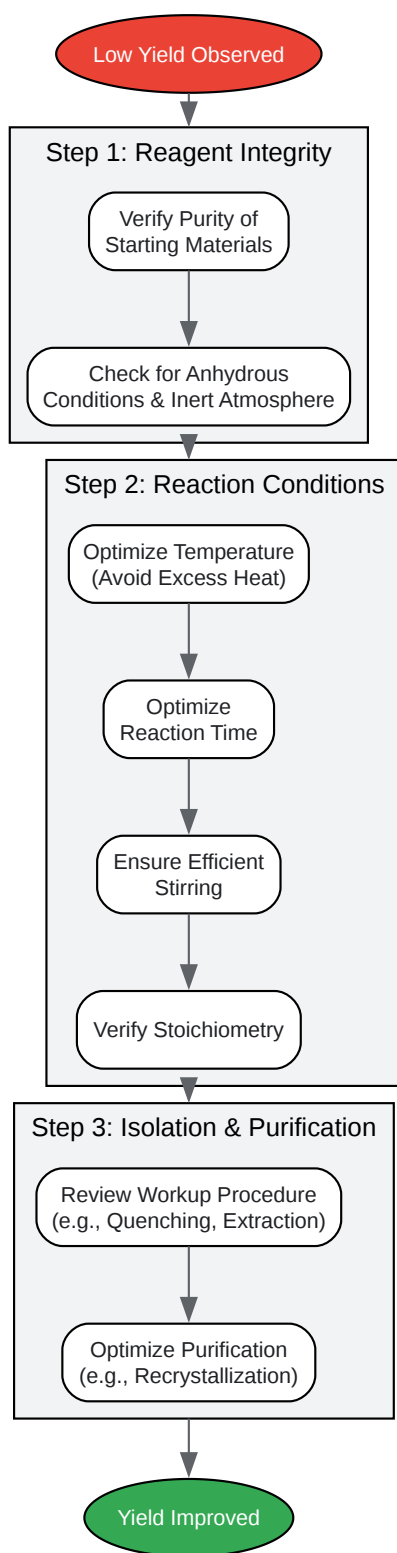 Low Yield Observed
Step 1: Reagent Integrity
Verify Purity of
Starting Materials
Check for Anhydrous
Conditions & Inert Atmosphere
Step 2: Reaction Conditions
Optimize Temperature
(Avoid Excess Heat)
Optimize
Reaction Time
Ensure Efficient
Stirring
Verify Stoichiometry
Step 3: Isolation & Purification
Review Workup Procedure
(e.g., Quenching, Extraction)
Optimize Purification
(e.g., Recrystallization)
Yield Improved